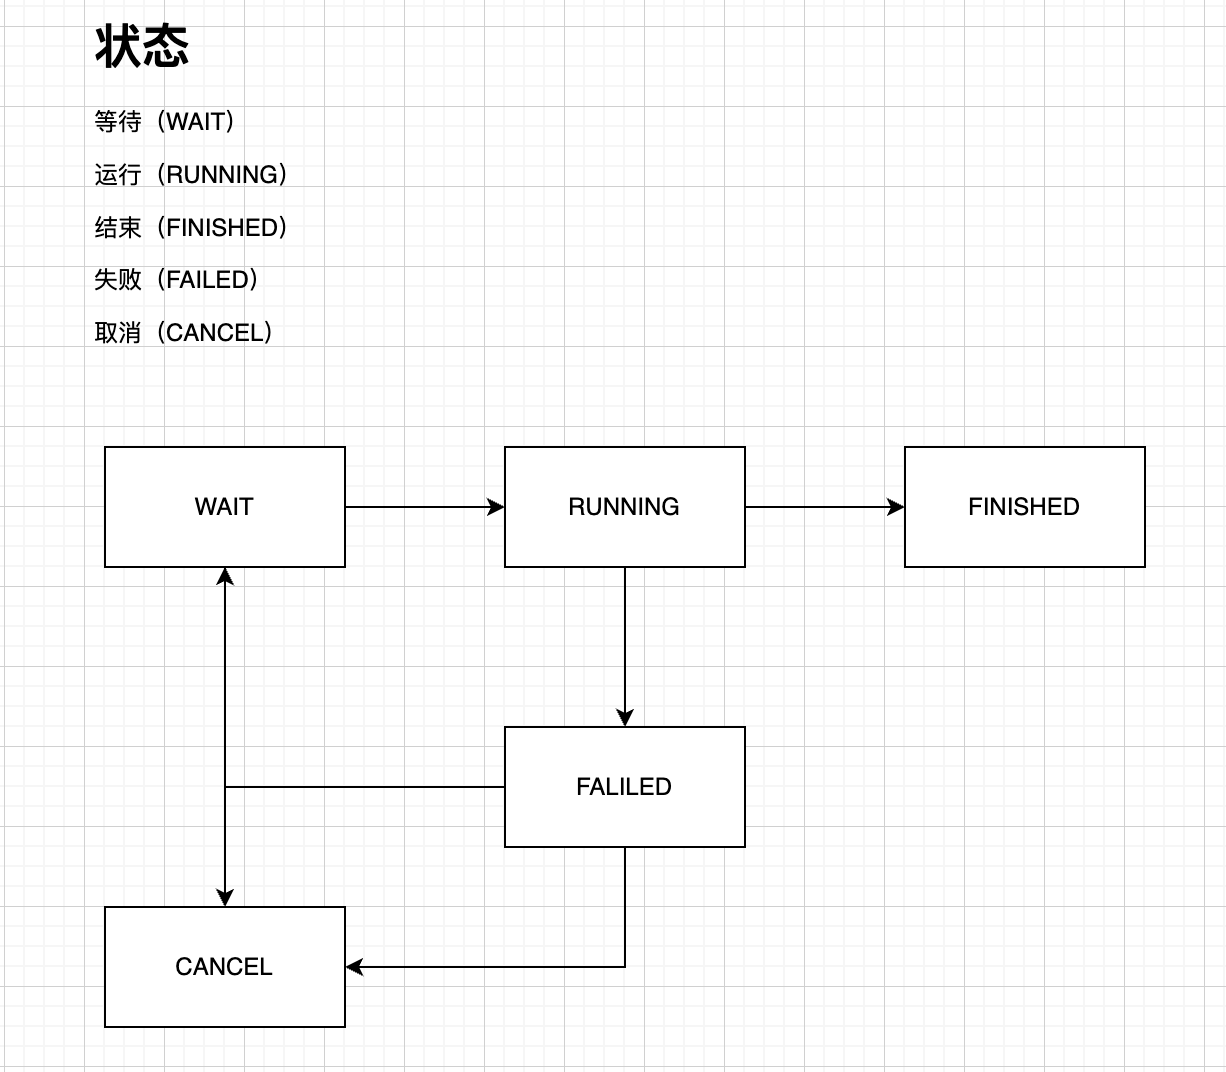 状态
等待（WAIT）
运行（RUNNING）
结束（FINISHED）
失败（FAILED）
取消（CANCEL）
WAIT
RUNNING
FINISHED
FALILED
CANCEL